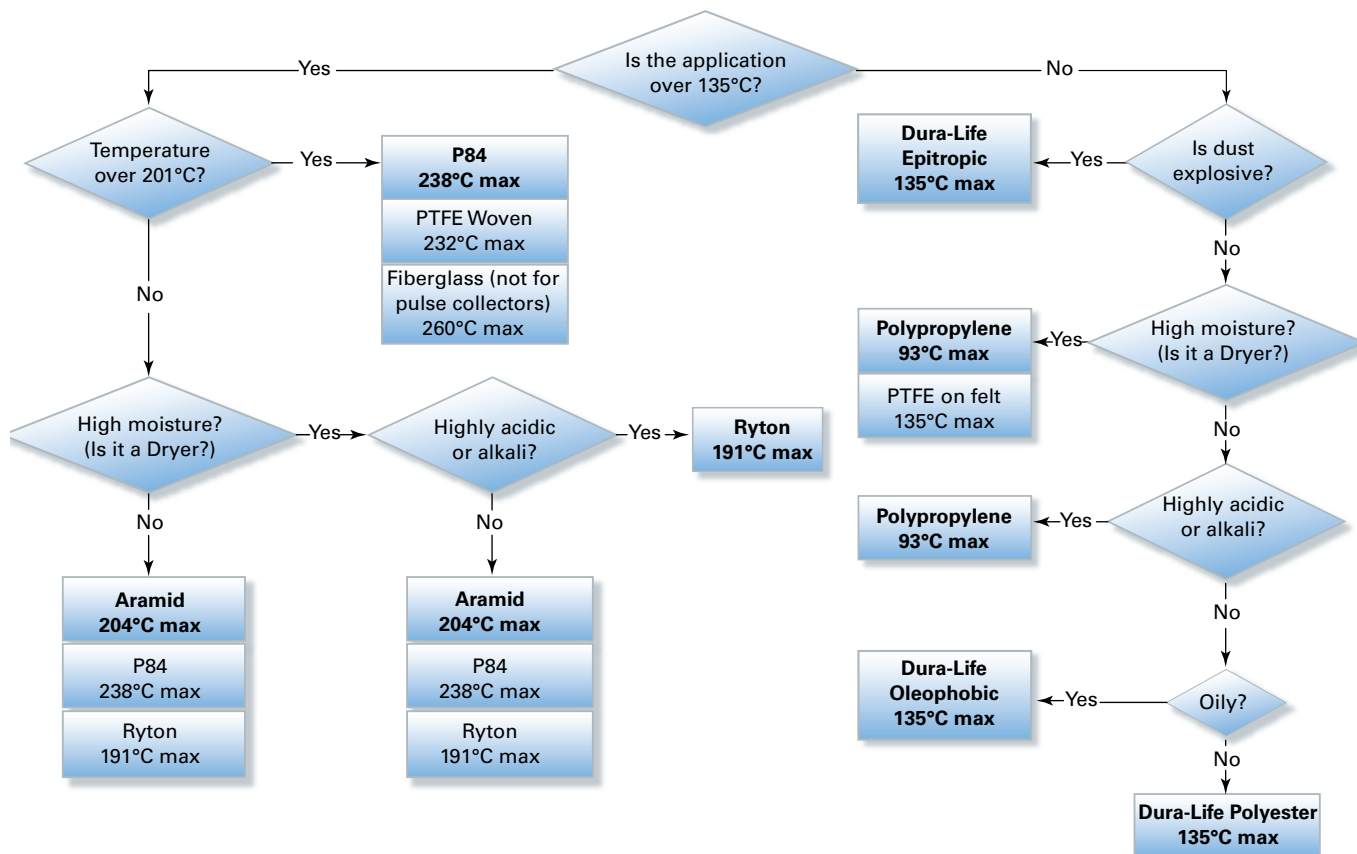 Is the application
over 135°C?
Yes
No
Temperature
over 201°C?
Yes
P84
238°C max
PTFE Woven
232°C max
Fiberglass (not for
pulse collectors)
260°C max
Dura-Life
Epitropic
135°C max
Yes
Is dust
explosive?
No
No
Polypropylene
93°C max
PTFE on felt
135°C max
Yes
High moisture?
(Is it a Dryer?)
High moisture?
(Is it a Dryer?)
Yes
Highly acidic
or alkali?
Yes
Ryton
191°C max
No
Polypropylene
93°C max
Yes
Highly acidic
or alkali?
No
No
Aramid
204°C max
P84
238°C max
Ryton
191°C max
Aramid
204°C max
P84
238°C max
Ryton
191°C max
No
Dura-Life
Oleophobic
135°C max
Yes
Oily?
No
Dura-Life Polyester
135°C max